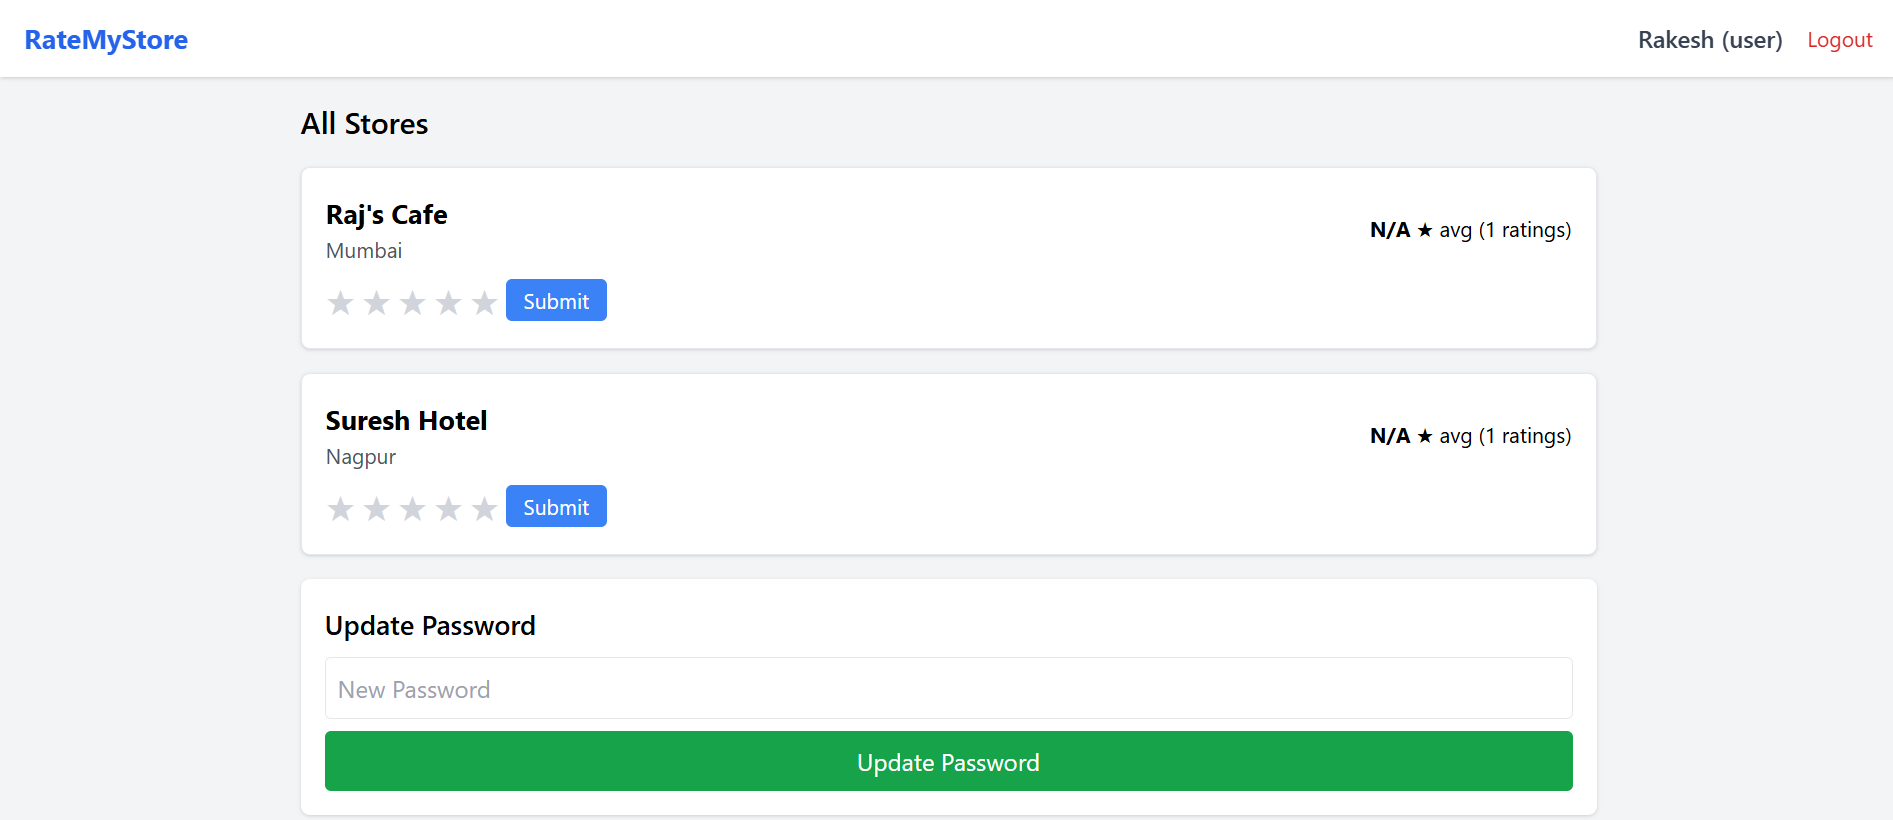 RateMyStore
Rakesh (user) Logout
All Stores
Raj's Cafe
Mumbai
N/A ★ avg (1 ratings)
★ ★ ★ ★ ★ Submit
Suresh Hotel
Nagpur
N/A ★ avg (1 ratings)
★ ★ ★ ★ ★ Submit
Update Password
New Password
Update Password